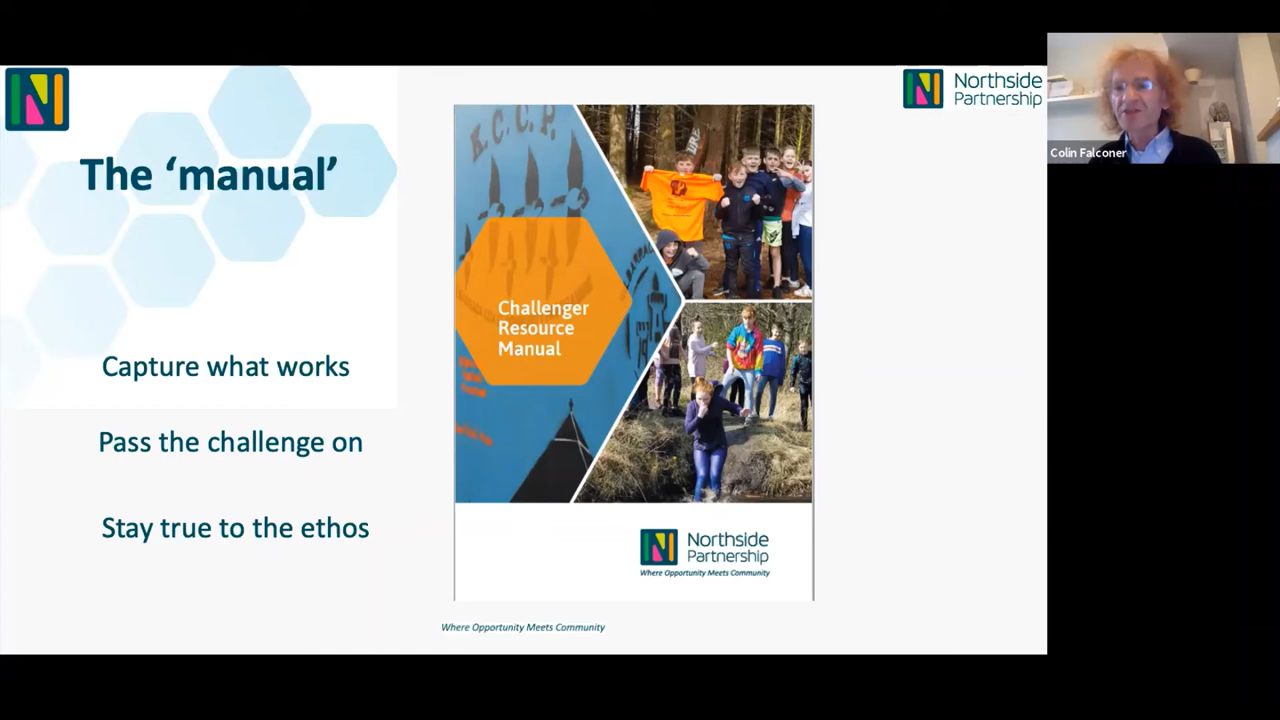 The ‘manual’
Capture what works
Pass the challenge on
Stay true to the ethos
K. C. C. P.
Challenger
Resource
Manual
Northside
Partnership
Where Opportunity Meets Community
Where Opportunity Meets Community
Northside
Partnership
Colin Falconer